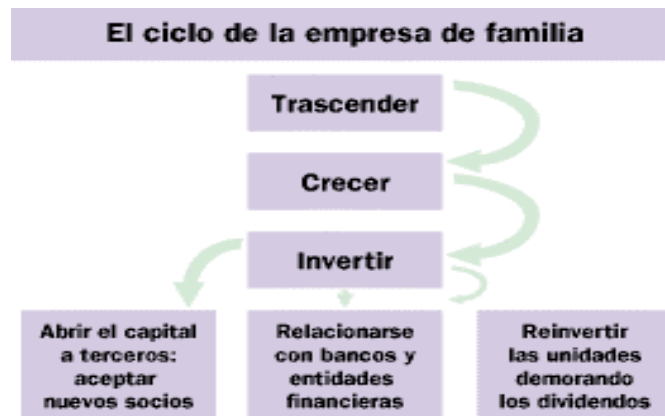 El ciclo de la empresa de familia
Trascender
Crecer
Invertir
Abrir el capital
a terceros:
aceptar
nuevos socios
Relacionarse
con bancos y
entidades
financieras
Reinvertir
las unidades
demorando
los dividendos